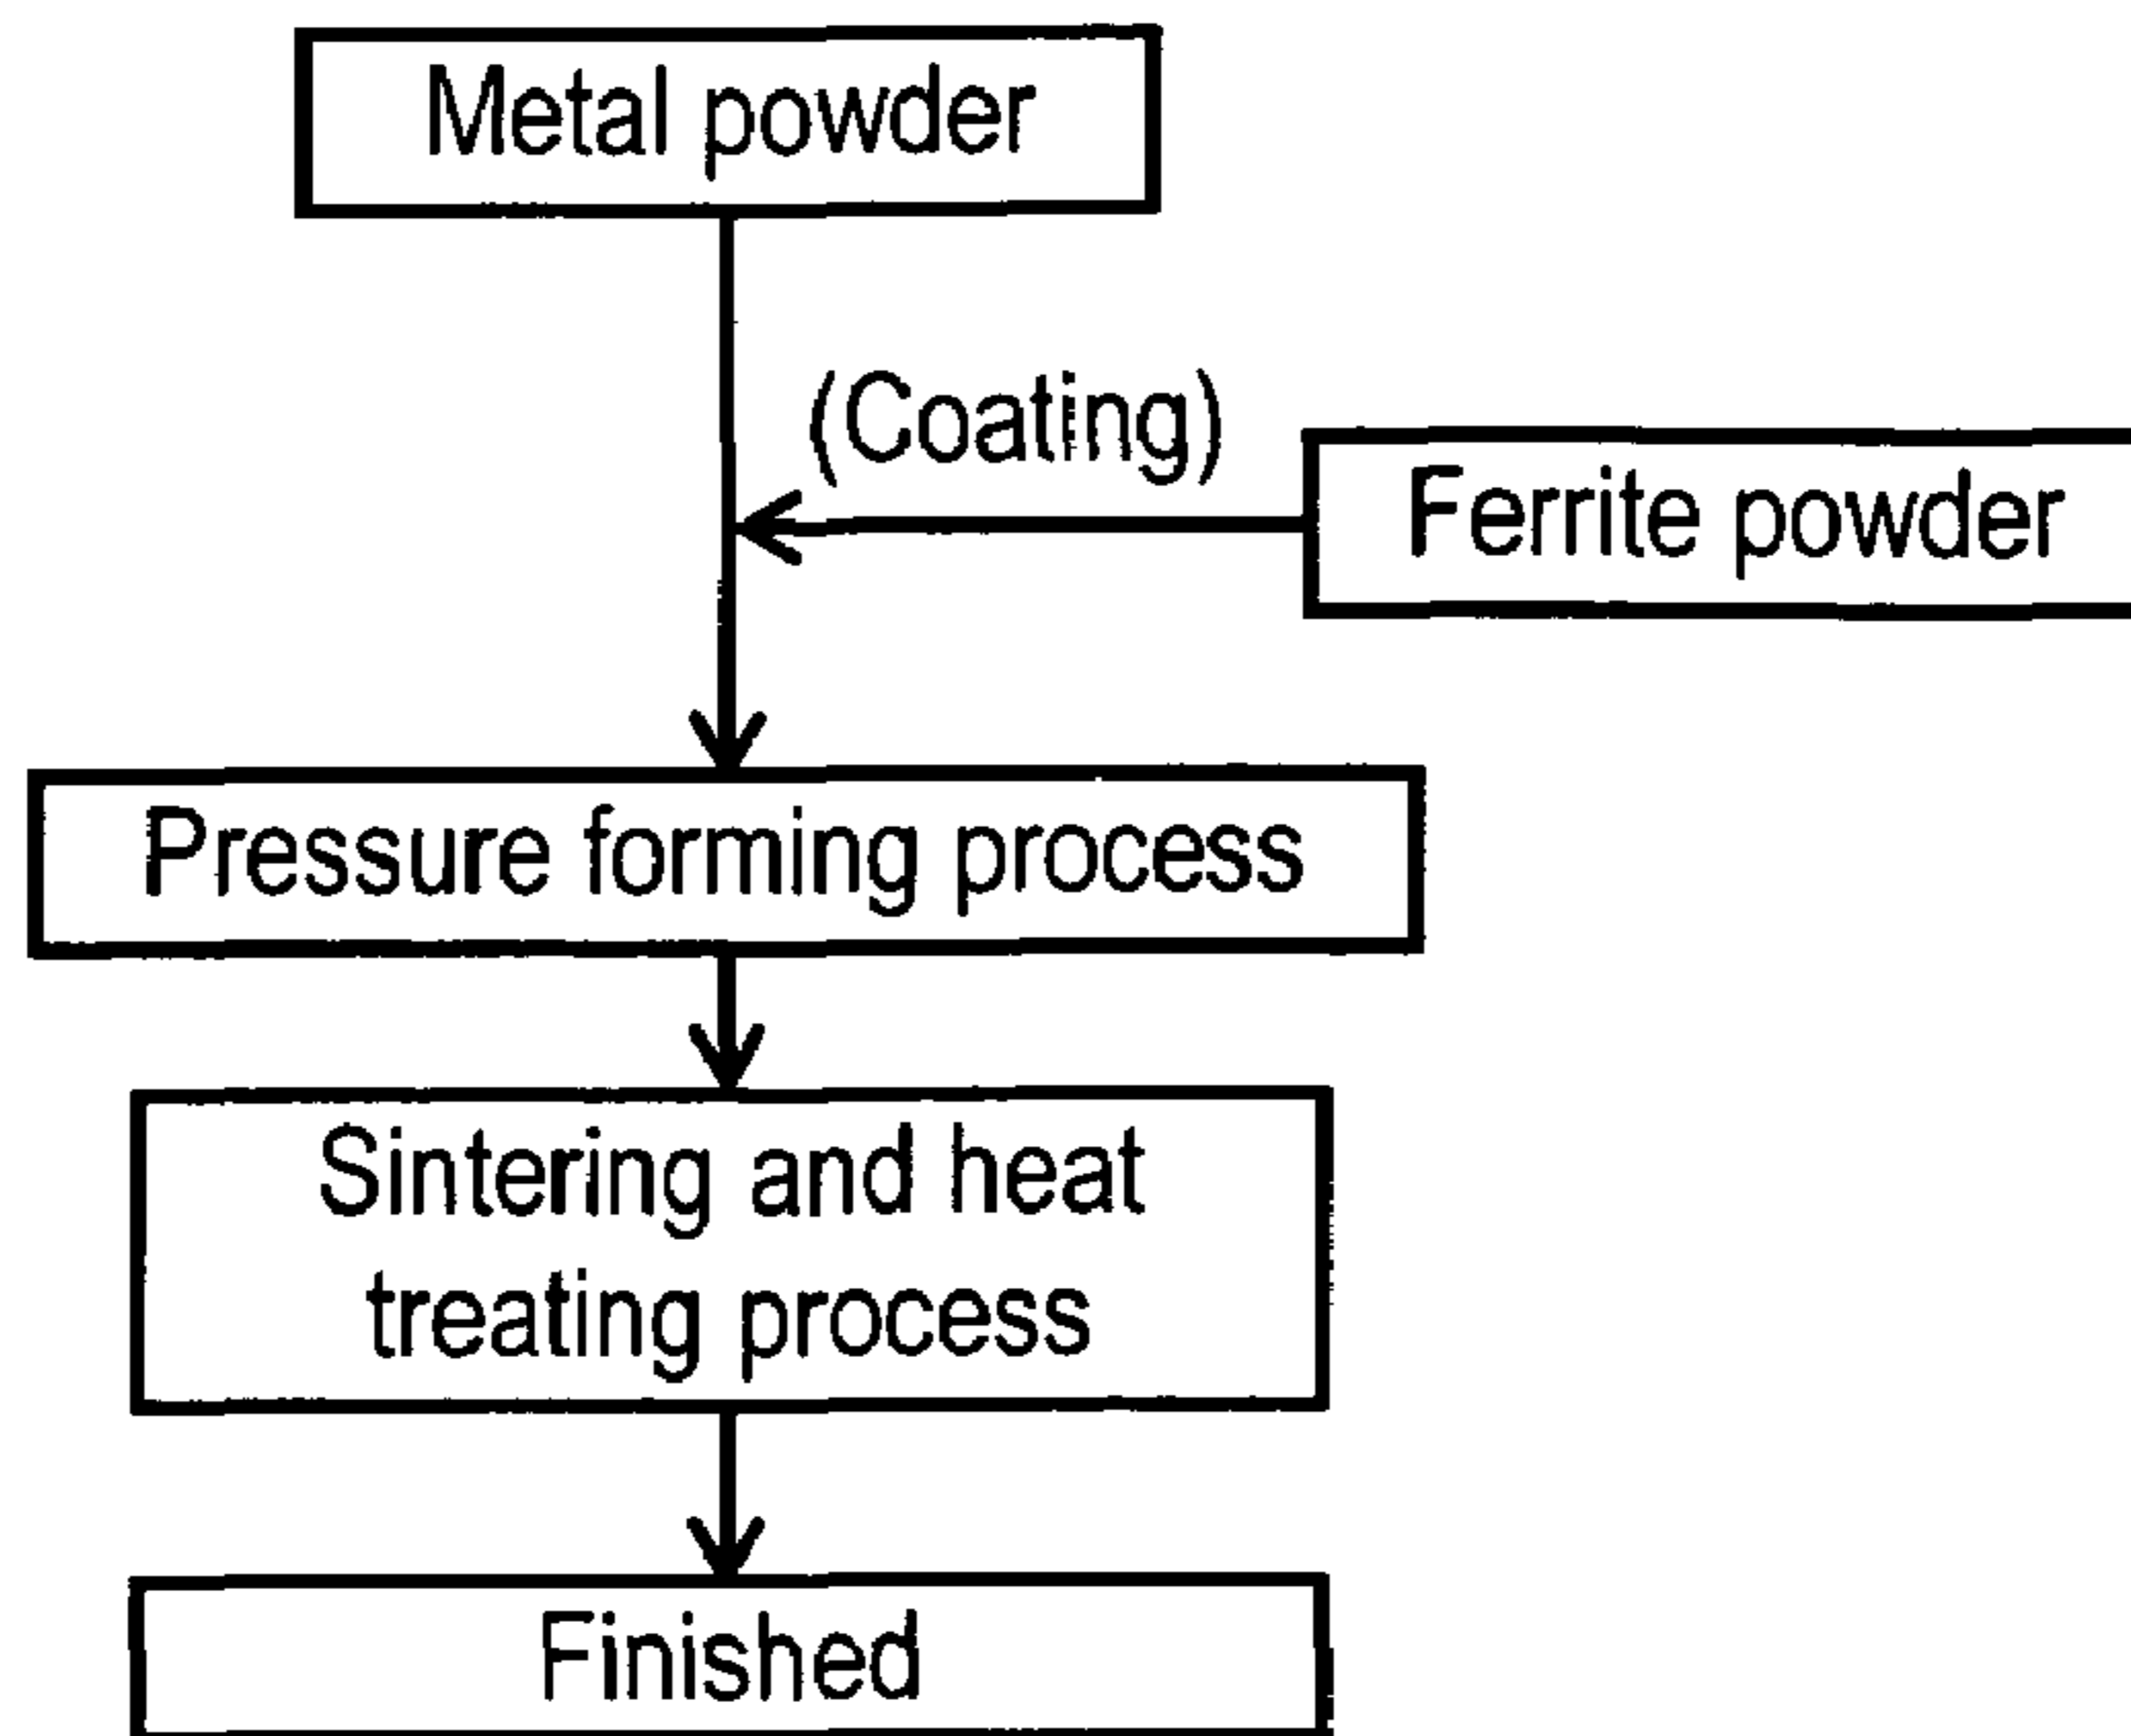 Metal powder
(Coating)
Ferrite powder
Pressure forming process
Sintering and heat
treating process
Finished